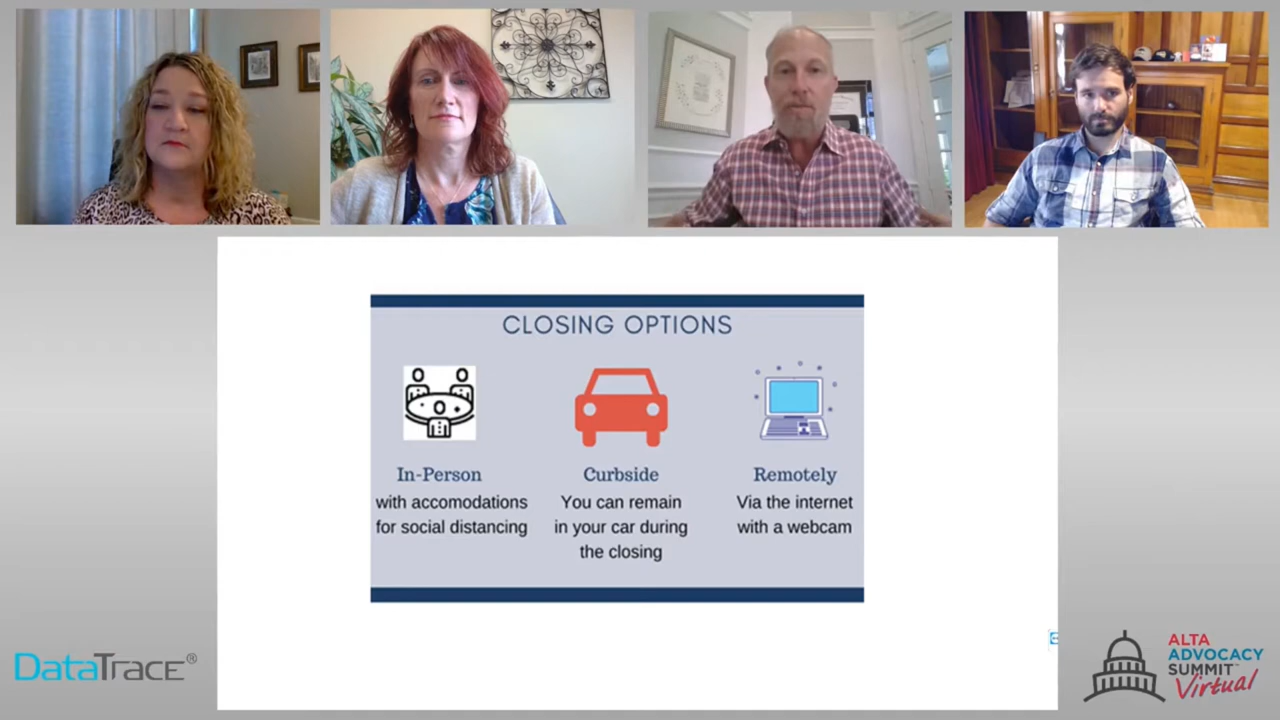 CLOSING OPTIONS
In-Person
with accomodations
for social distancing
Curbside
You can remain
in your car during
the closing
Remotely
Via the internet
with a webcam
DataTrace®
ALTA
ADVOCACY
SUMMIT™
Virtual